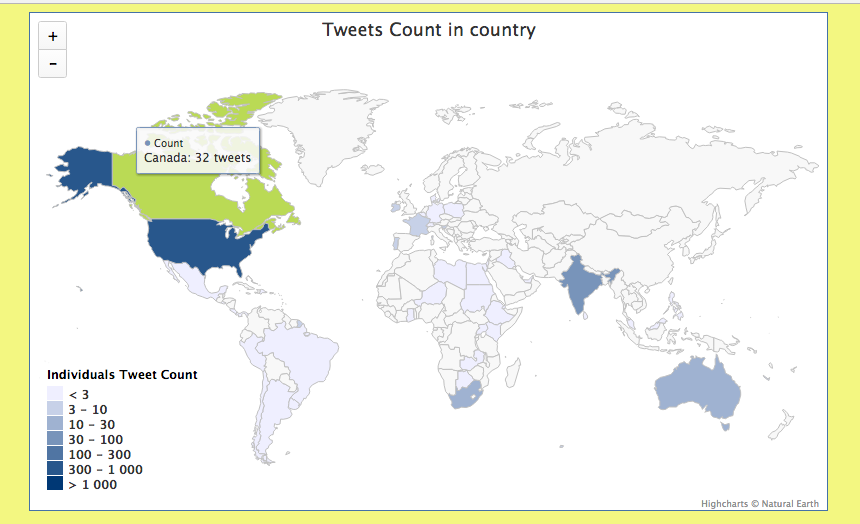 Tweets Count in country
+
-
● Count
Canada: 32 tweets
Individuals Tweet Count
< 3
3 - 10
10 - 30
30 - 100
100 - 300
300 - 1 000
> 1 000
Highcharts © Natural Earth